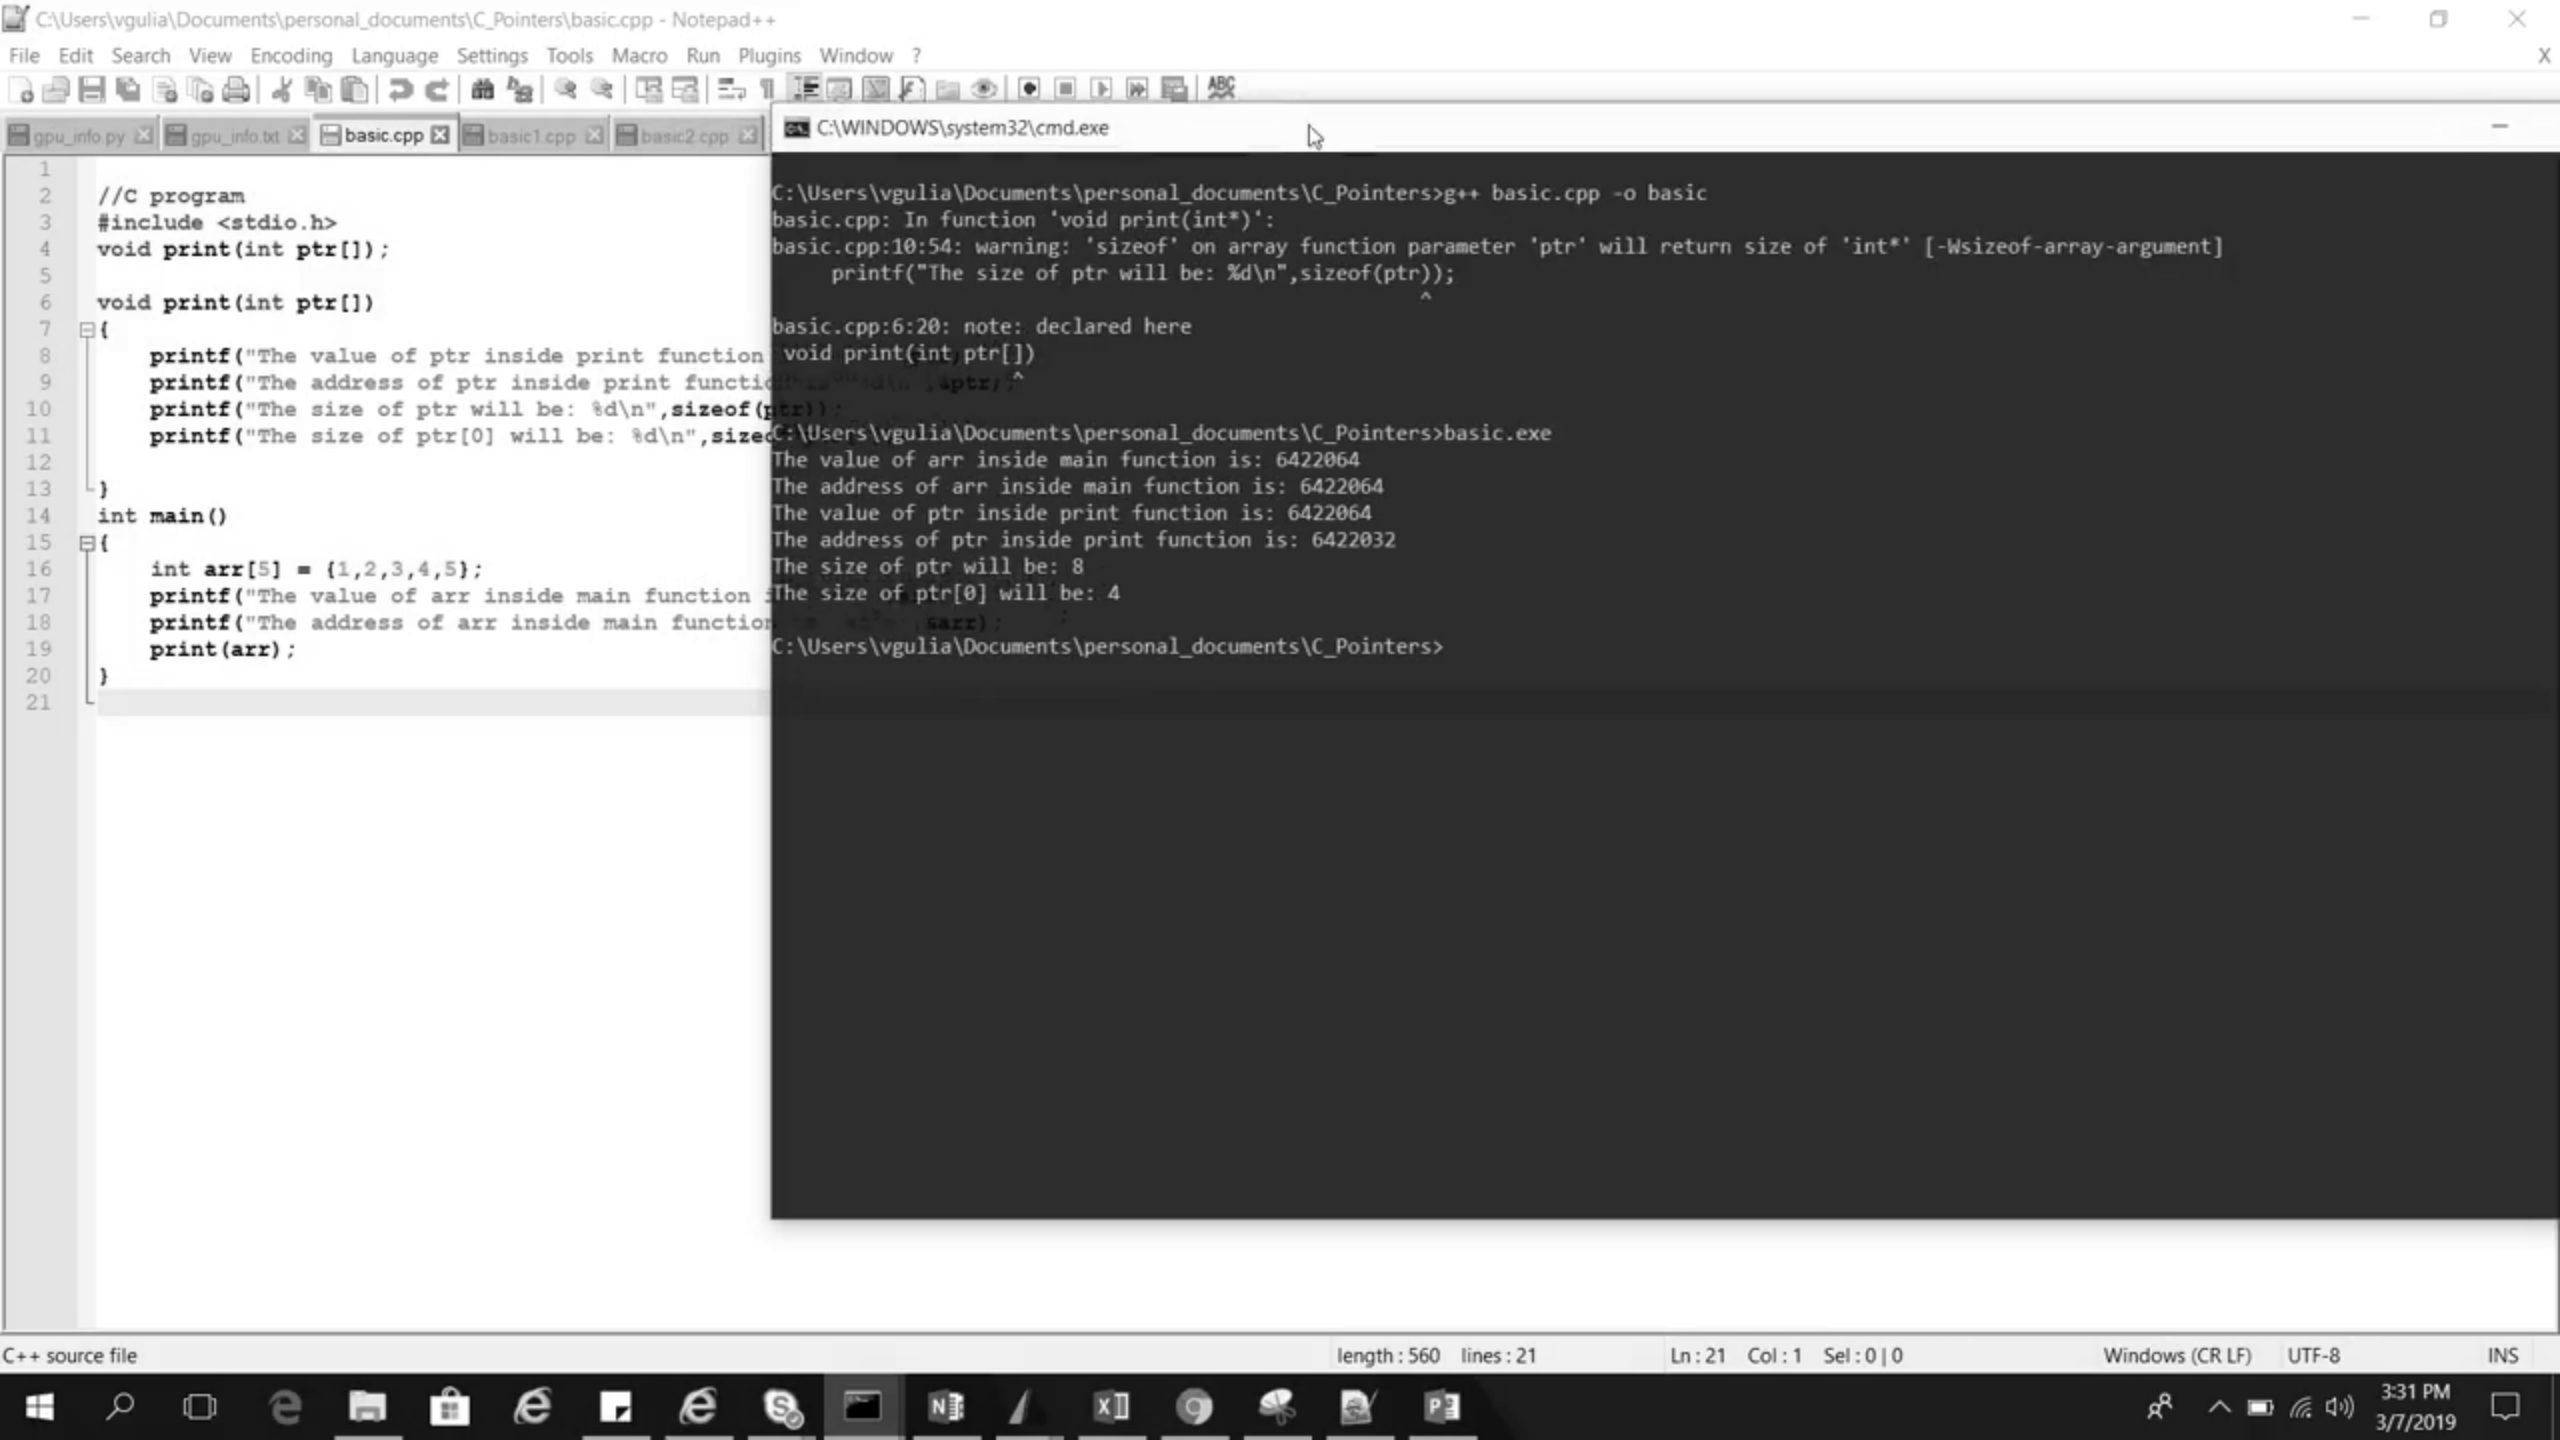 C:\Users\vgulia\Documents\personal_documents\C_Pointers\basic.cpp - Notepad++
File Edit Search View Encoding Language Settings Tools Macro Run Plugins Window ? X
ABC
gpu_info.py gpu_info.txt basic.cpp basic1.cpp basic2.cpp
1
2 //C program
3 #include <stdio.h>
4 void print(int ptr[]);
5
6 void print(int ptr[])
7 {
8 printf("The value of ptr inside print function
9 printf("The address of ptr inside print function &ptr);
10 printf("The size of ptr will be: %d\n",sizeof(ptr));
11 printf("The size of ptr[0] will be: %d\n",sizeo
12
13 }
14 int main()
15 {
16 int arr[5] = {1,2,3,4,5};
17 printf("The value of arr inside main function
18 printf("The address of arr inside main function &arr);
19 print(arr);
20 }
21
C:\WINDOWS\system32\cmd.exe
C:\Users\vgulia\Documents\personal_documents\C_Pointers>g++ basic.cpp -o basic
basic.cpp: In function 'void print(int*)':
basic.cpp:10:54: warning: 'sizeof' on array function parameter 'ptr' will return size of 'int*' [-Wsizeof-array-argument]
printf("The size of ptr will be: %d\n",sizeof(ptr));
^
basic.cpp:6:20: note: declared here
void print(int ptr[])
^
C:\Users\vgulia\Documents\personal_documents\C_Pointers>basic.exe
The value of arr inside main function is: 6422064
The address of arr inside main function is: 6422064
The value of ptr inside print function is: 6422064
The address of ptr inside print function is: 6422032
The size of ptr will be: 8
The size of ptr[0] will be: 4
C:\Users\vgulia\Documents\personal_documents\C_Pointers>
C++ source file length : 560 lines : 21 Ln : 21 Col : 1 Sel : 0 | 0 Windows (CR LF) UTF-8 INS
3:31 PM
3/7/2019